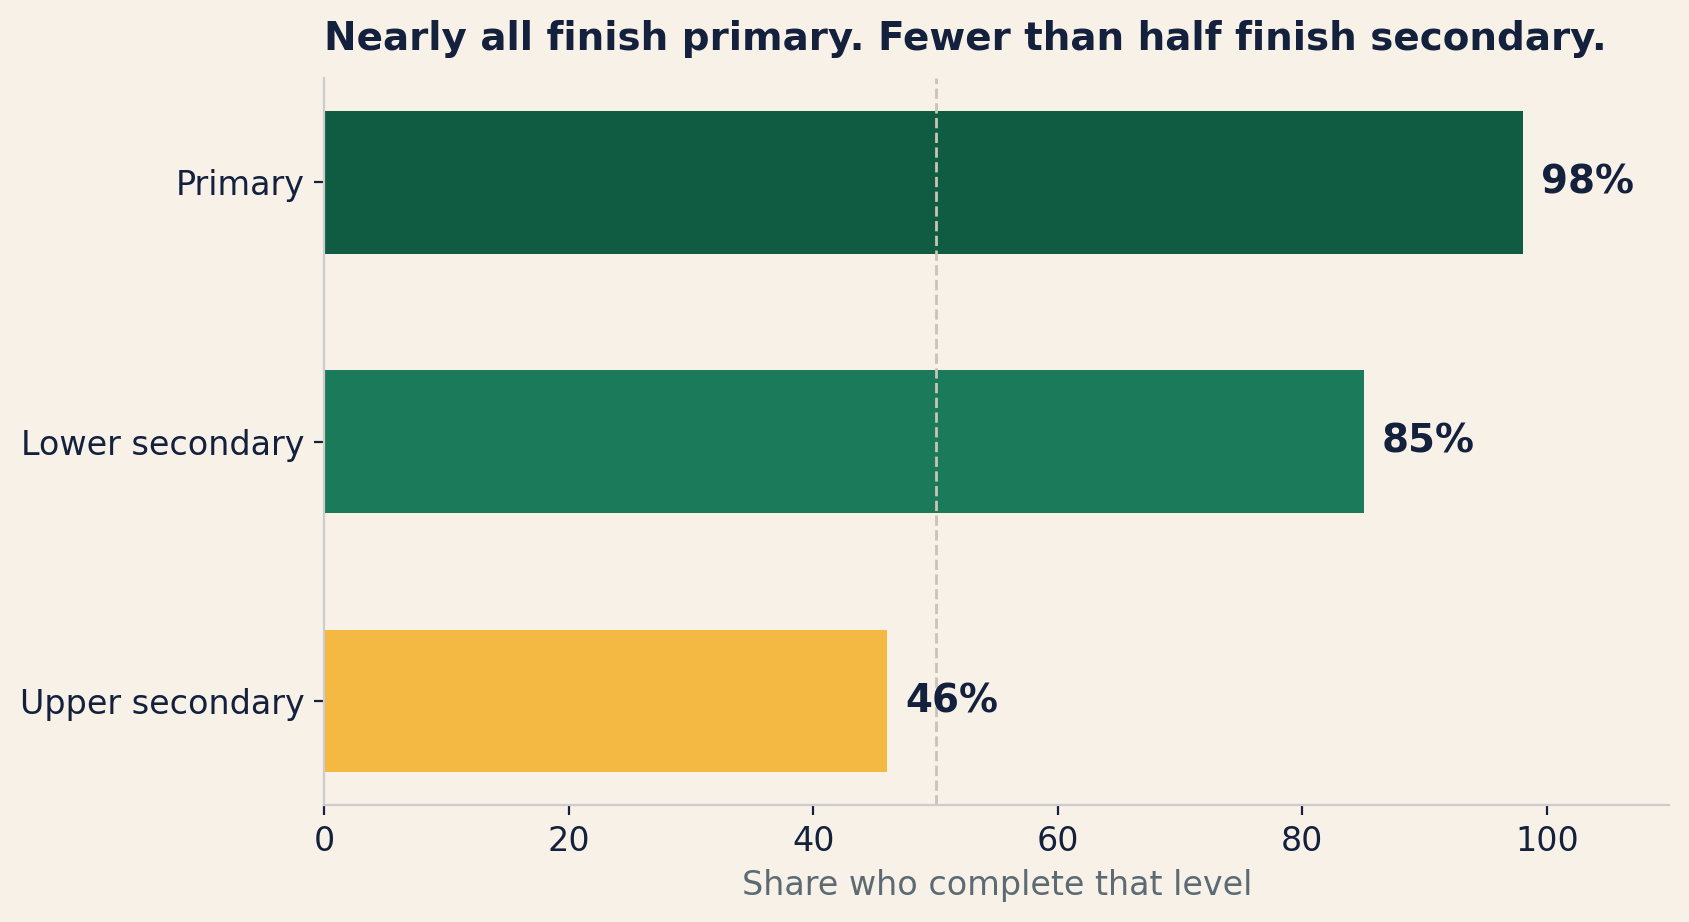 Nearly all finish primary. Fewer than half finish secondary.
Primary
98%
Lower secondary
85%
Upper secondary
46%
0 20 40 60 80 100
Share who complete that level